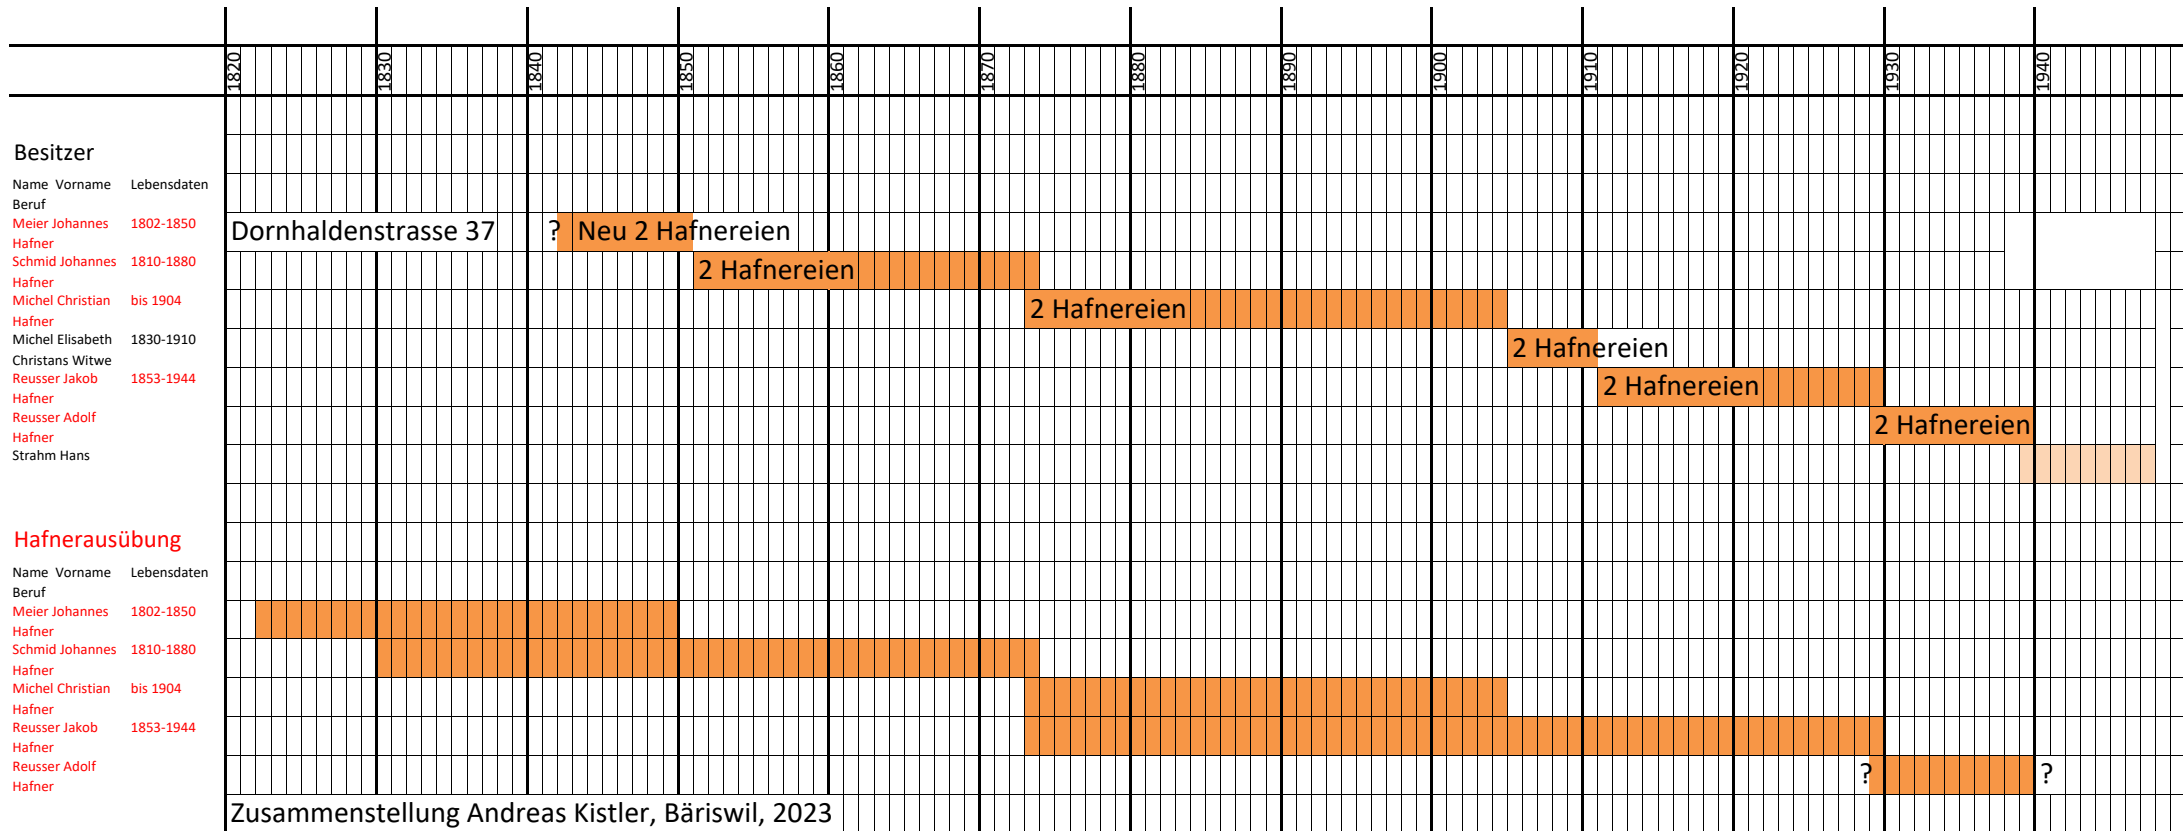 1820 1830 1840 1850 1860 1870 1880 1890 1900 1910 1920 1930 1940
Besitzer
Name Vorname Lebensdaten
Beruf
Meier Johannes 1802-1850
Hafner
Dornhaldenstrasse 37 ? Neu 2 Hafnereien
Schmid Johannes 1810-1880
Hafner
2 Hafnereien
Michel Christian bis 1904
Hafner
2 Hafnereien
Michel Elisabeth 1830-1910
Christans Witwe
2 Hafnereien
Reusser Jakob 1853-1944
Hafner
2 Hafnereien
Reusser Adolf
Hafner
2 Hafnereien
Strahm Hans
Hafnerausübung
Name Vorname Lebensdaten
Beruf
Meier Johannes 1802-1850
Hafner
Schmid Johannes 1810-1880
Hafner
Michel Christian bis 1904
Hafner
Reusser Jakob 1853-1944
Hafner
Reusser Adolf
Hafner
? ?
Zusammenstellung Andreas Kistler, Bäriswil, 2023